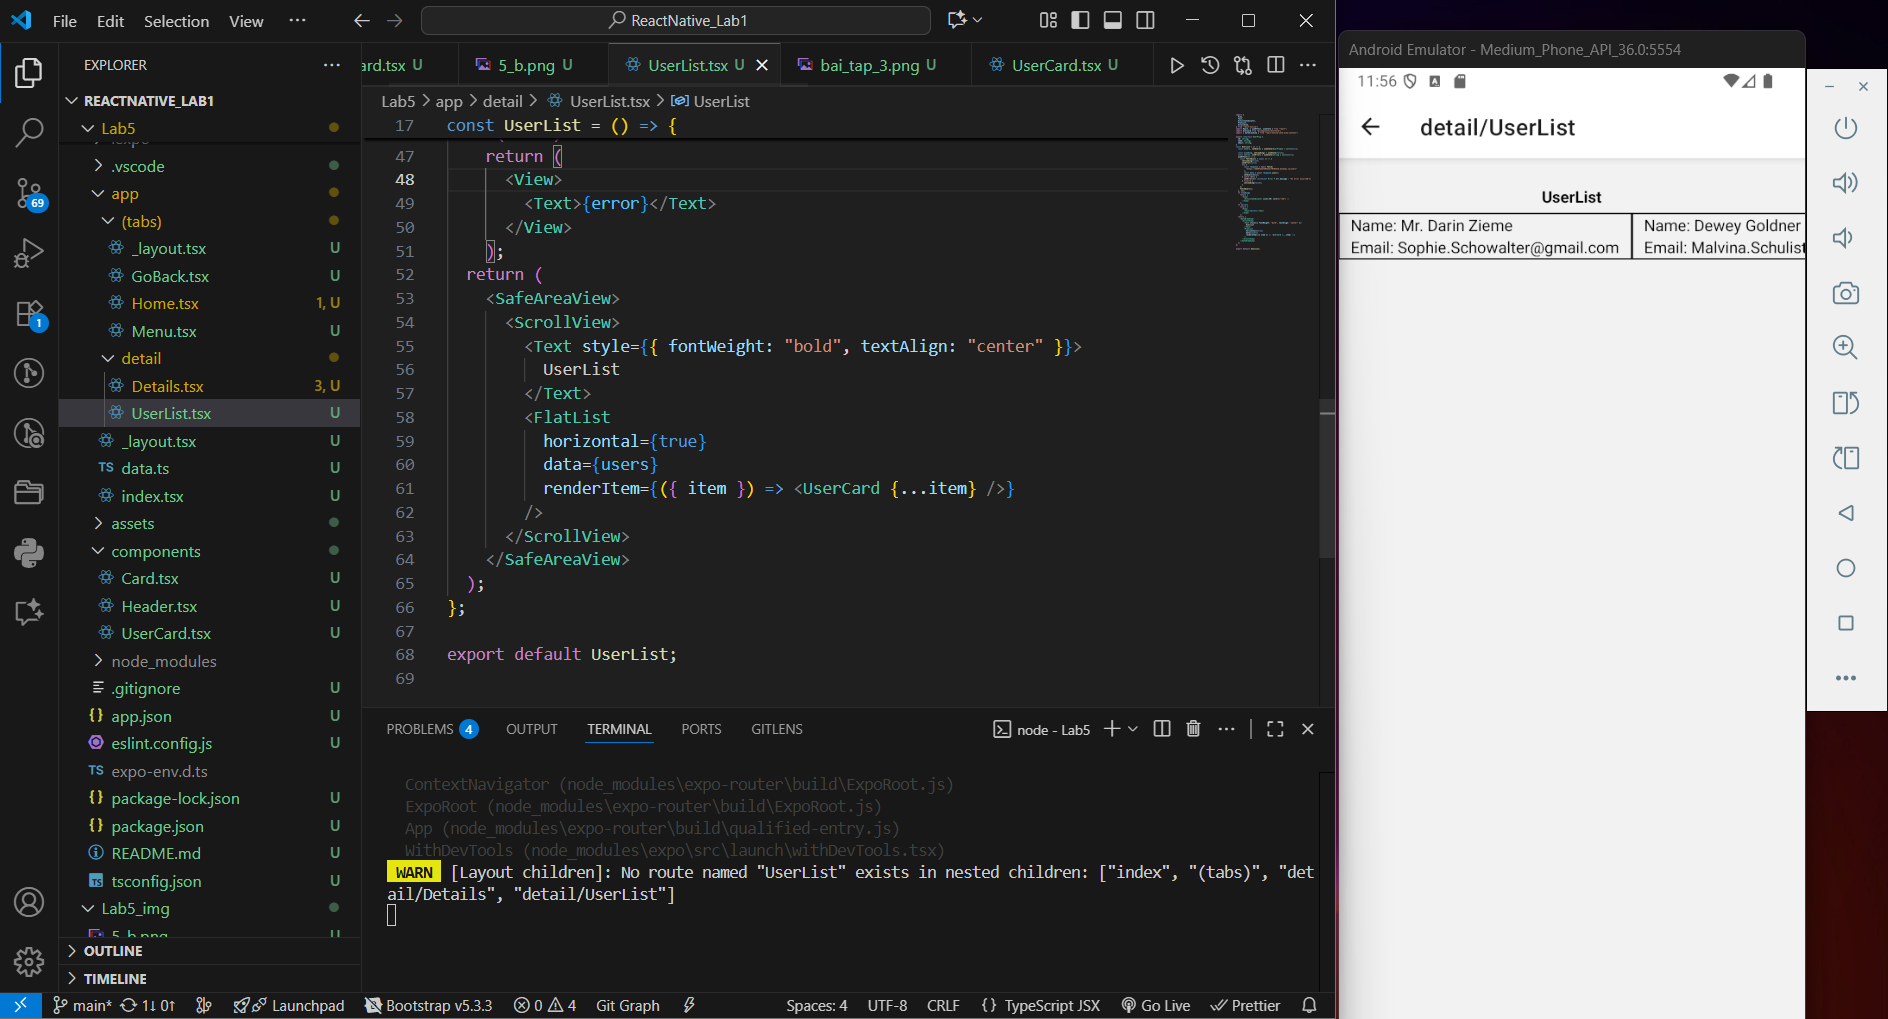 File Edit Selection View ··· ReactNative_Lab1
EXPLORER ···
REACTNATIVE_LAB1
Lab5
.vscode
app
(tabs)
_layout.tsx U
GoBack.tsx U
Home.tsx 1, U
Menu.tsx U
detail
Details.tsx 3, U
UserList.tsx U
_layout.tsx U
TS data.ts U
index.tsx U
assets
components
Card.tsx U
Header.tsx U
UserCard.tsx U
node_modules
.gitignore U
{} app.json U
eslint.config.js U
TS expo-env.d.ts
{} package-lock.json U
{} package.json U
README.md U
TS tsconfig.json U
Lab5_img
5_b.png U
OUTLINE
TIMELINE
69
1
ard.tsx U 5_b.png U UserList.tsx U bai_tap_3.png U UserCard.tsx U ···
Lab5 > app > detail > UserList.tsx > UserList
17 const UserList = () => {
47 return (
48 <View>
49 <Text>{error}</Text>
50 </View>
51 );
52 return (
53 <SafeAreaView>
54 <ScrollView>
55 <Text style={{ fontWeight: "bold", textAlign: "center" }}>
56 UserList
57 </Text>
58 <FlatList
59 horizontal={true}
60 data={users}
61 renderItem={({ item }) => <UserCard {...item} />}
62 />
63 </ScrollView>
64 </SafeAreaView>
65 );
66 };
67
68 export default UserList;
69
PROBLEMS 4 OUTPUT TERMINAL PORTS GITLENS node - Lab5 ···
ContextNavigator (node_modules\expo-router\build\ExpoRoot.js)
ExpoRoot (node_modules\expo-router\build\ExpoRoot.js)
App (node_modules\expo-router\build\qualified-entry.js)
WithDevTools (node_modules\expo\src\launch\withDevTools.tsx)
WARN [Layout children]: No route named "UserList" exists in nested children: ["index", "(tabs)", "det
ail/Details", "detail/UserList"]
main* 1↓ 0↑ Launchpad Bootstrap v5.3.3 0 4 Git Graph Spaces: 4 UTF-8 CRLF {} TypeScript JSX Go Live Prettier
Android Emulator - Medium_Phone_API_36.0:5554
11:56
detail/UserList
UserList
Name: Mr. Darin Zieme
Email: Sophie.Schowalter@gmail.com
Name: Dewey Goldner
Email: Malvina.Schulist